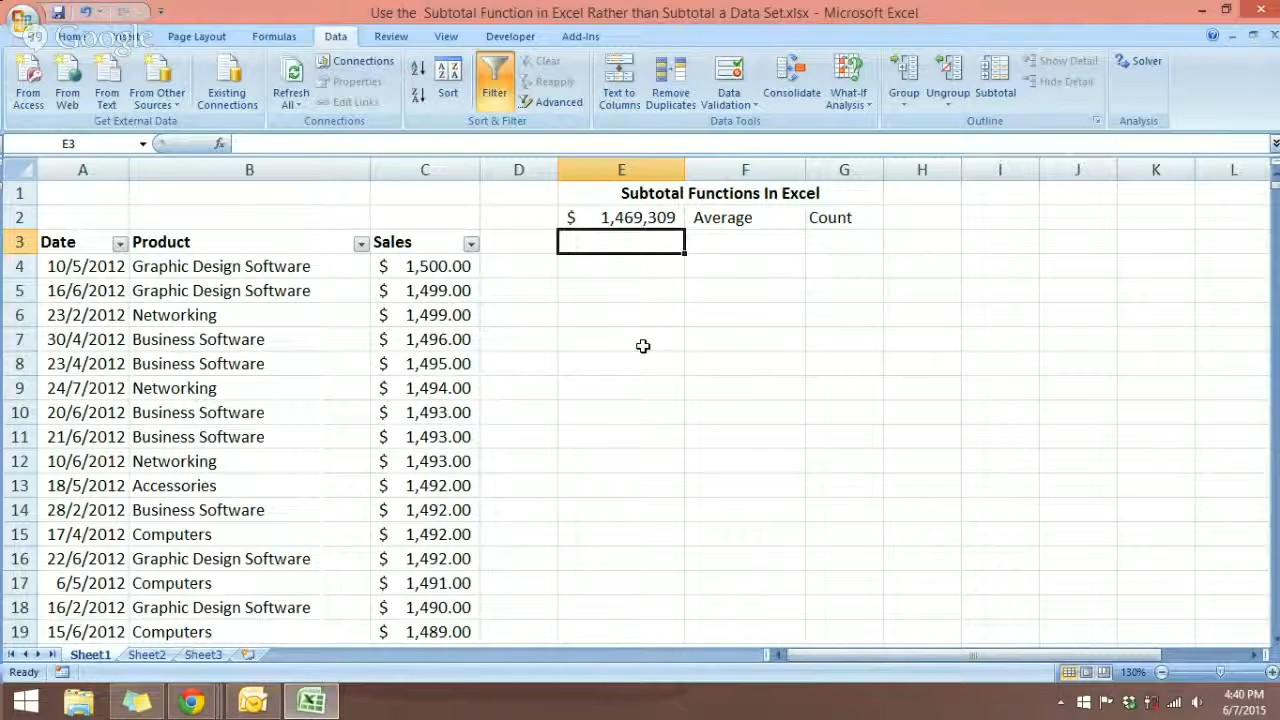 Use the Subtotal Function in Excel Rather than Subtotal a Data Set.xlsx - Microsoft Excel
Google
Home Insert Page Layout Formulas Data Review View Developer Add-Ins
From Access
From Web
From Text
From Other Sources
Existing Connections
Get External Data
Refresh All
Connections
Properties
Edit Links
Connections
Sort
Filter
Clear
Reapply
Advanced
Sort & Filter
Text to Columns
Remove Duplicates
Data Validation
Consolidate
What-If Analysis
Data Tools
Group
Ungroup
Subtotal
Show Detail
Hide Detail
Outline
Solver
Analysis
E3 fx
A B C D E F G H I J K L
1 Subtotal Functions In Excel
2 $ 1,469,309 Average Count
3 Date Product Sales
4 10/5/2012 Graphic Design Software $ 1,500.00
5 16/6/2012 Graphic Design Software $ 1,499.00
6 23/2/2012 Networking $ 1,499.00
7 30/4/2012 Business Software $ 1,496.00
8 23/4/2012 Business Software $ 1,495.00
9 24/7/2012 Networking $ 1,494.00
10 20/6/2012 Business Software $ 1,493.00
11 21/6/2012 Business Software $ 1,493.00
12 10/6/2012 Networking $ 1,493.00
13 18/5/2012 Accessories $ 1,492.00
14 28/2/2012 Business Software $ 1,492.00
15 17/4/2012 Computers $ 1,492.00
16 22/6/2012 Graphic Design Software $ 1,492.00
17 6/5/2012 Computers $ 1,491.00
18 16/2/2012 Graphic Design Software $ 1,490.00
19 15/6/2012 Computers $ 1,489.00
Sheet1 Sheet2 Sheet3
Ready 130%
4:40 PM
6/7/2015